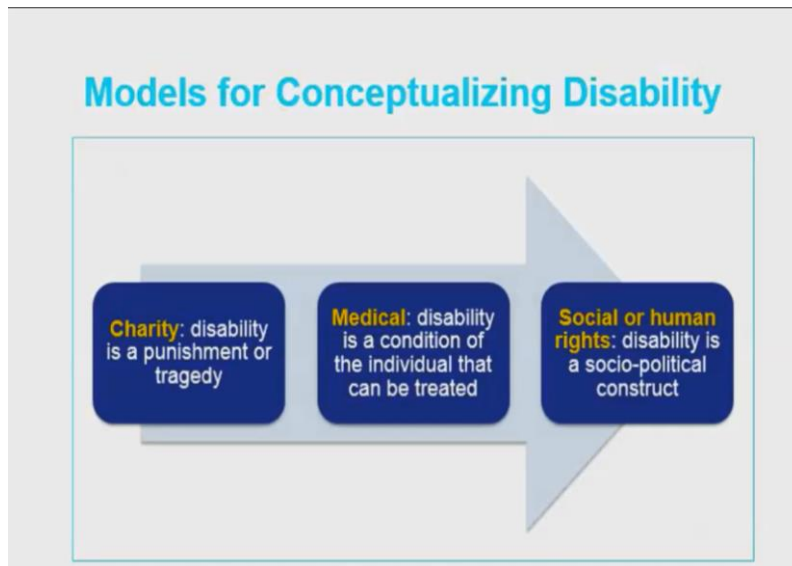 Models for Conceptualizing Disability
Charity: disability
is a punishment or
tragedy
Medical: disability
is a condition of
the individual that
can be treated
Social or human
rights: disability is
a socio-political
construct